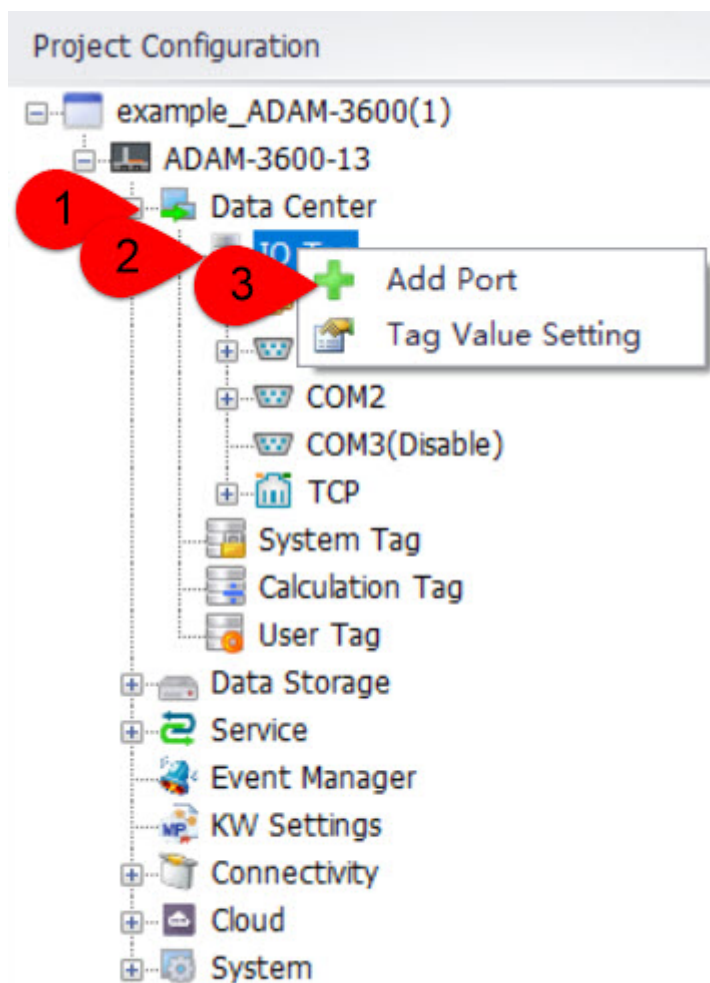 Project Configuration
example_ADAM-3600(1)
ADAM-3600-13
1
Data Center
2
IO
3
Add Port
Tag Value Setting
COM2
COM3(Disable)
TCP
System Tag
Calculation Tag
User Tag
Data Storage
Service
Event Manager
KW Settings
Connectivity
Cloud
System